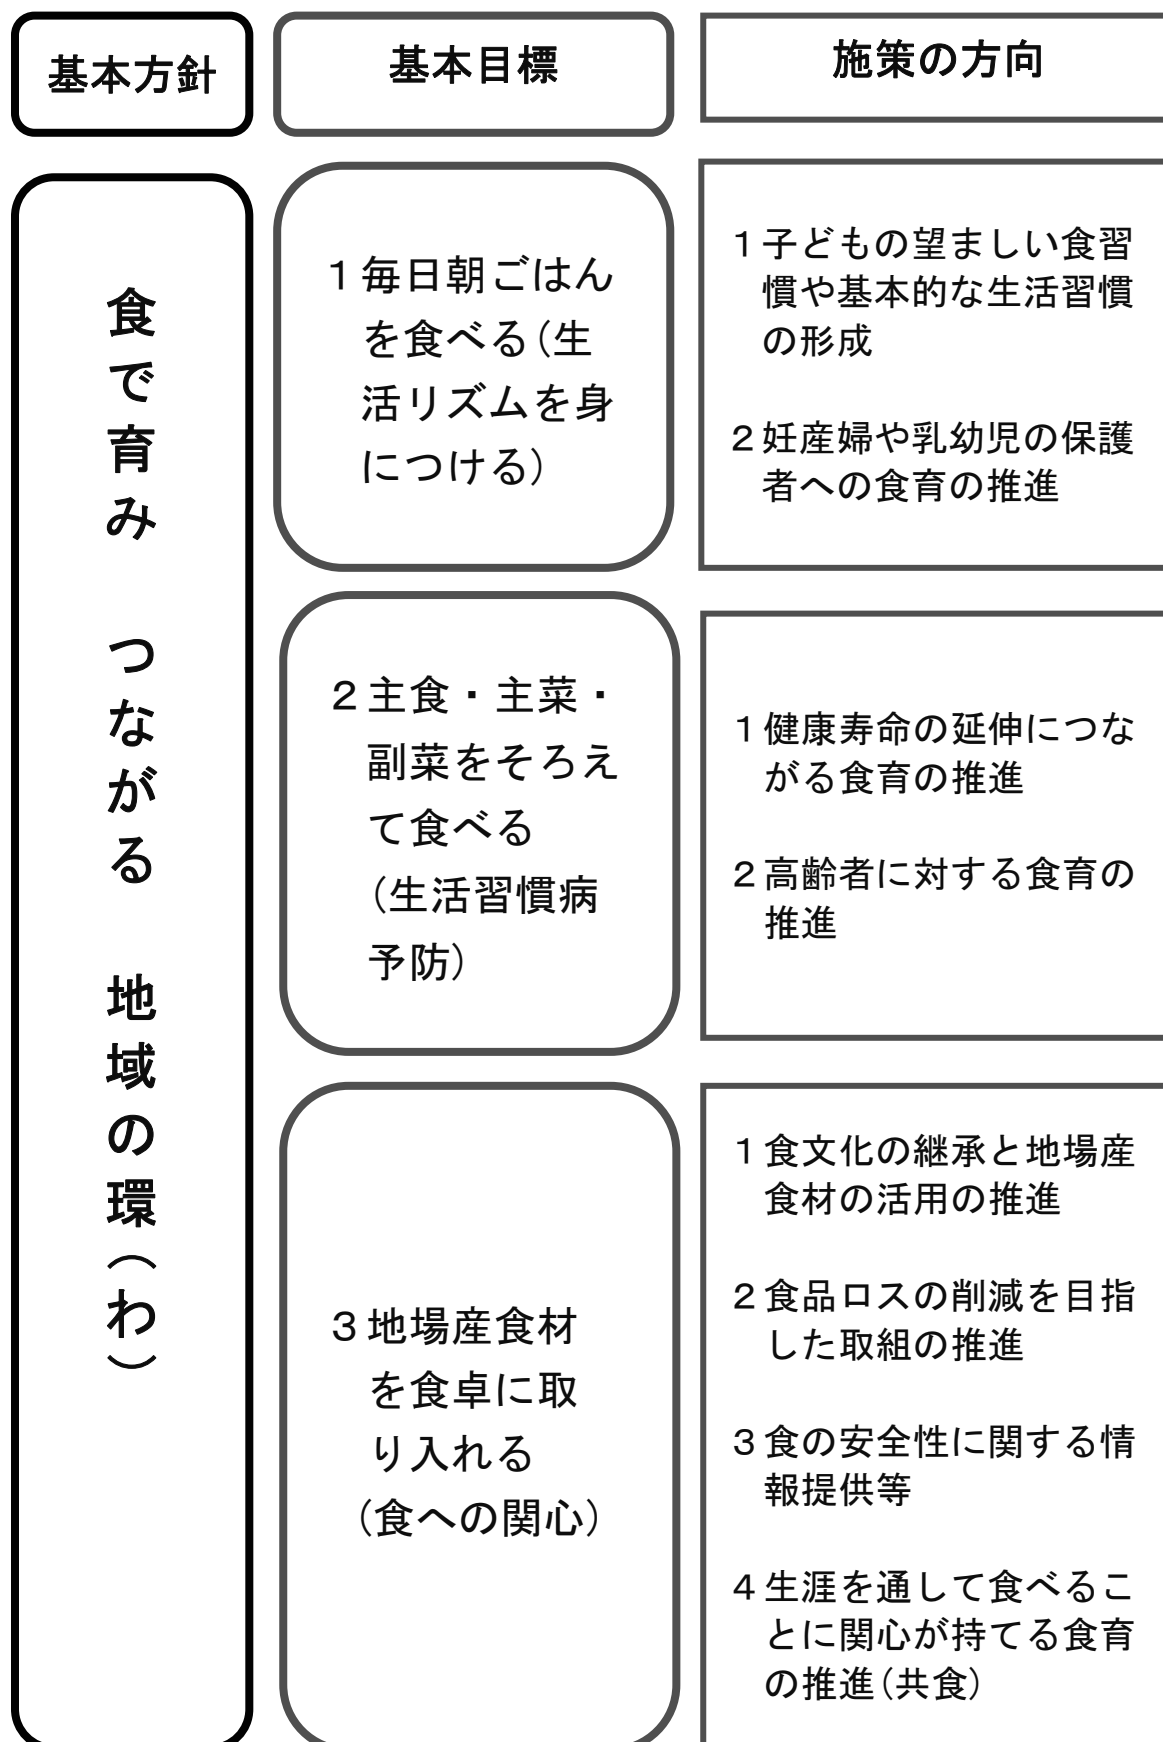 基本方針
基本目標
施策の方向
食で育み つながる 地域の環（わ）
1毎日朝ごはん
を食べる(生
活リズムを身
につける)
1子どもの望ましい食習
慣や基本的な生活習慣
の形成
2妊産婦や乳幼児の保護
者への食育の推進
2主食・主菜・
副菜をそろえ
て食べる
(生活習慣病
予防)
1健康寿命の延伸につな
がる食育の推進
2高齢者に対する食育の
推進
3地場産食材
を食卓に取
り入れる
(食への関心)
1食文化の継承と地場産
食材の活用の推進
2食品ロスの削減を目指
した取組の推進
3食の安全性に関する情
報提供等
4生涯を通して食べるこ
とに関心が持てる食育
の推進(共食)